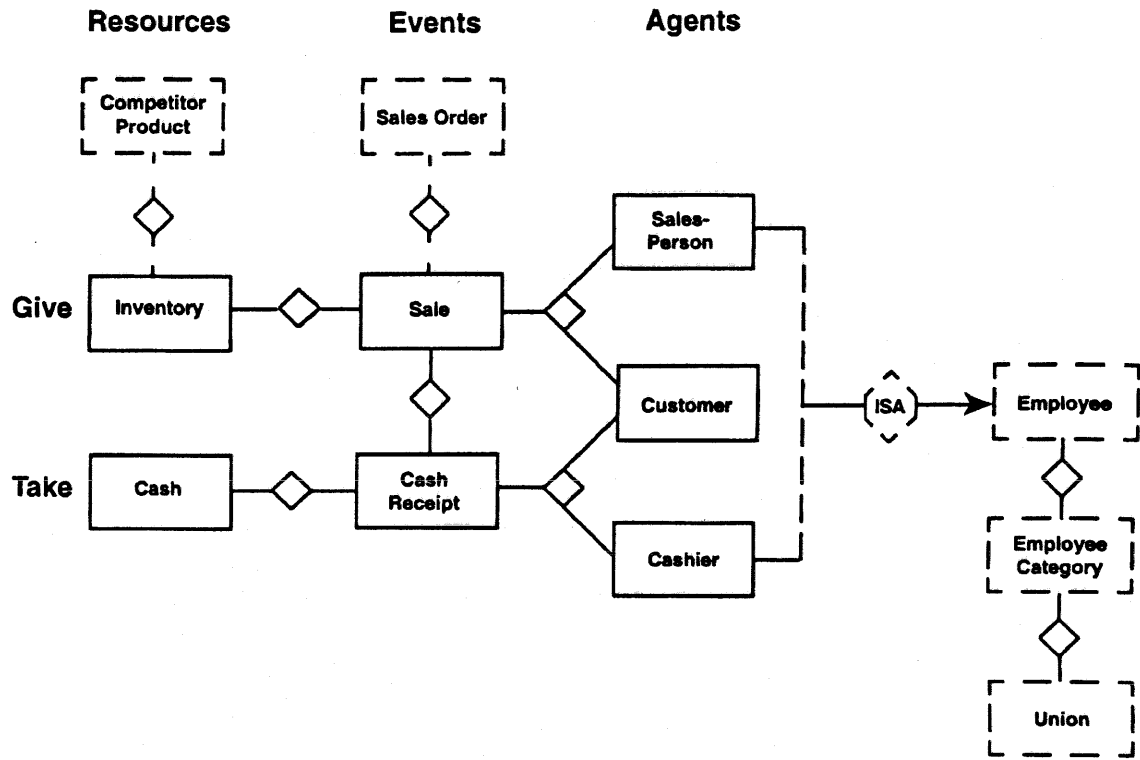 Resources Events Agents
Competitor
Product
Sales Order
Sales-
Person
Give
Inventory
Sale
Customer
ISA
Employee
Take
Cash
Cash
Receipt
Cashier
Employee
Category
Union